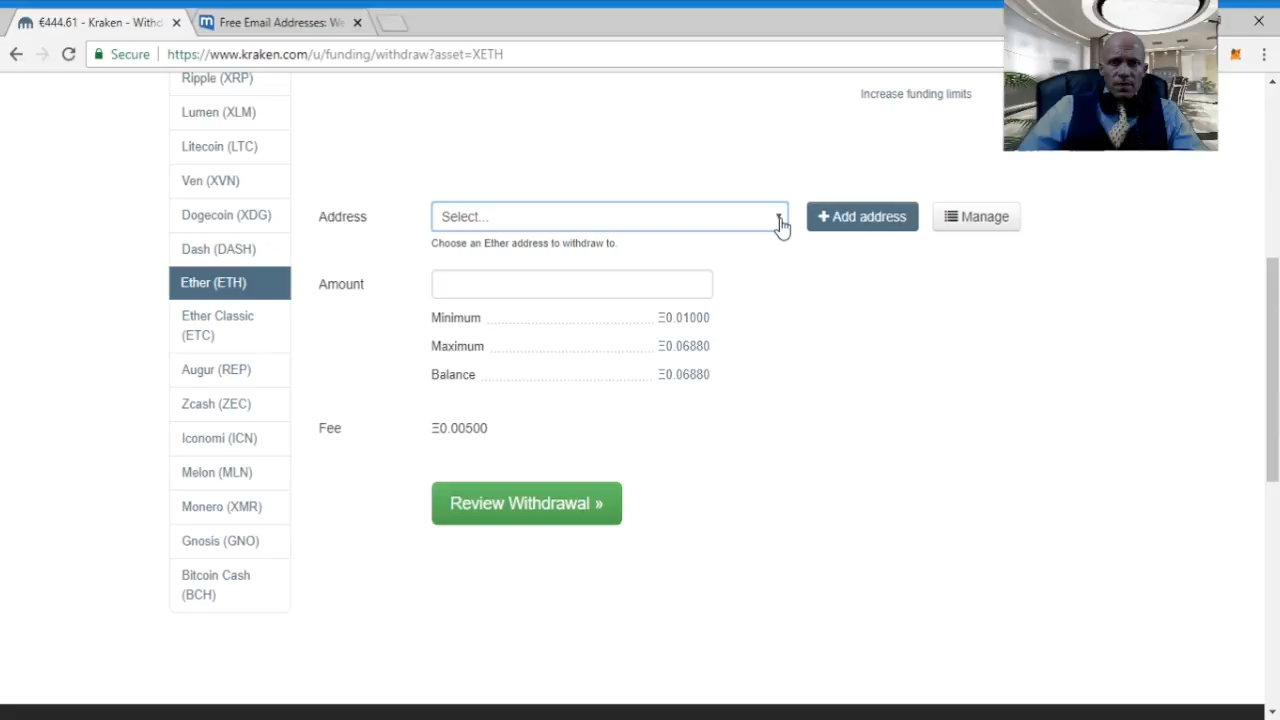 €444.61 - Kraken - Withd
Free Email Addresses: We
Secure
https://www.kraken.com/u/funding/withdraw?asset=XETH
Ripple (XRP)
Lumen (XLM)
Litecoin (LTC)
Ven (XVN)
Dogecoin (XDG)
Dash (DASH)
Ether (ETH)
Ether Classic
(ETC)
Augur (REP)
Zcash (ZEC)
Iconomi (ICN)
Melon (MLN)
Monero (XMR)
Gnosis (GNO)
Bitcoin Cash
(BCH)
Increase funding limits
Address Select... + Add address Manage
Choose an Ether address to withdraw to.
Amount
Minimum Ξ0.01000
Maximum Ξ0.06880
Balance Ξ0.06880
Fee Ξ0.00500
Review Withdrawal »